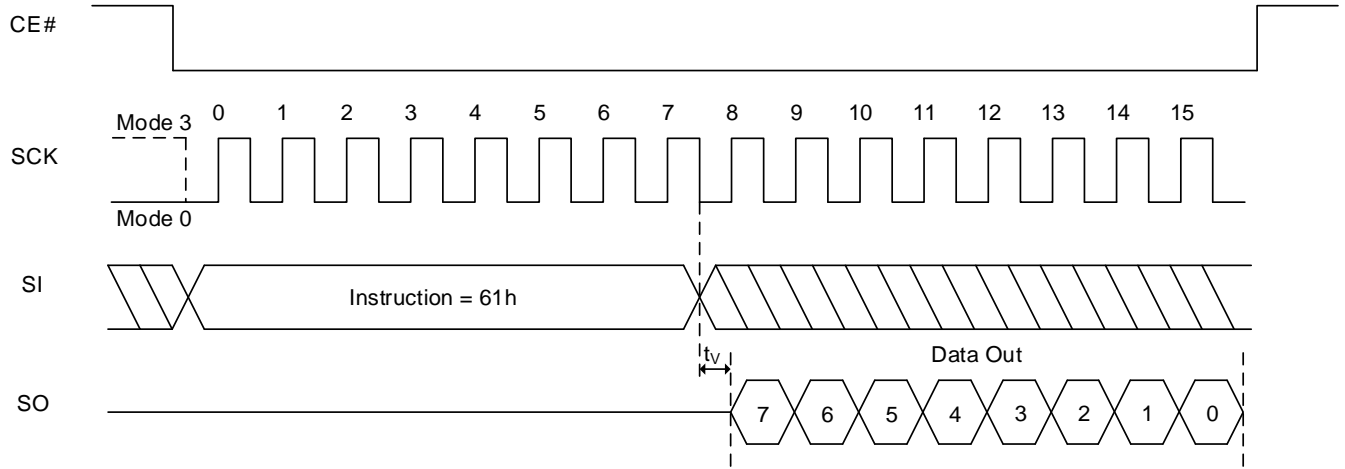 CE#
0 1 2 3 4 5 6 7 8 9 10 11 12 13 14 15
Mode 3
SCK
Mode 0
SI
Instruction = 61h
tV
Data Out
SO
7 6 5 4 3 2 1 0